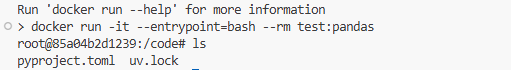 Run 'docker run --help' for more information
> docker run -it --entrypoint=bash --rm test:pandas
root@85a04b2d1239:/code# ls
pyproject.toml  uv.lock